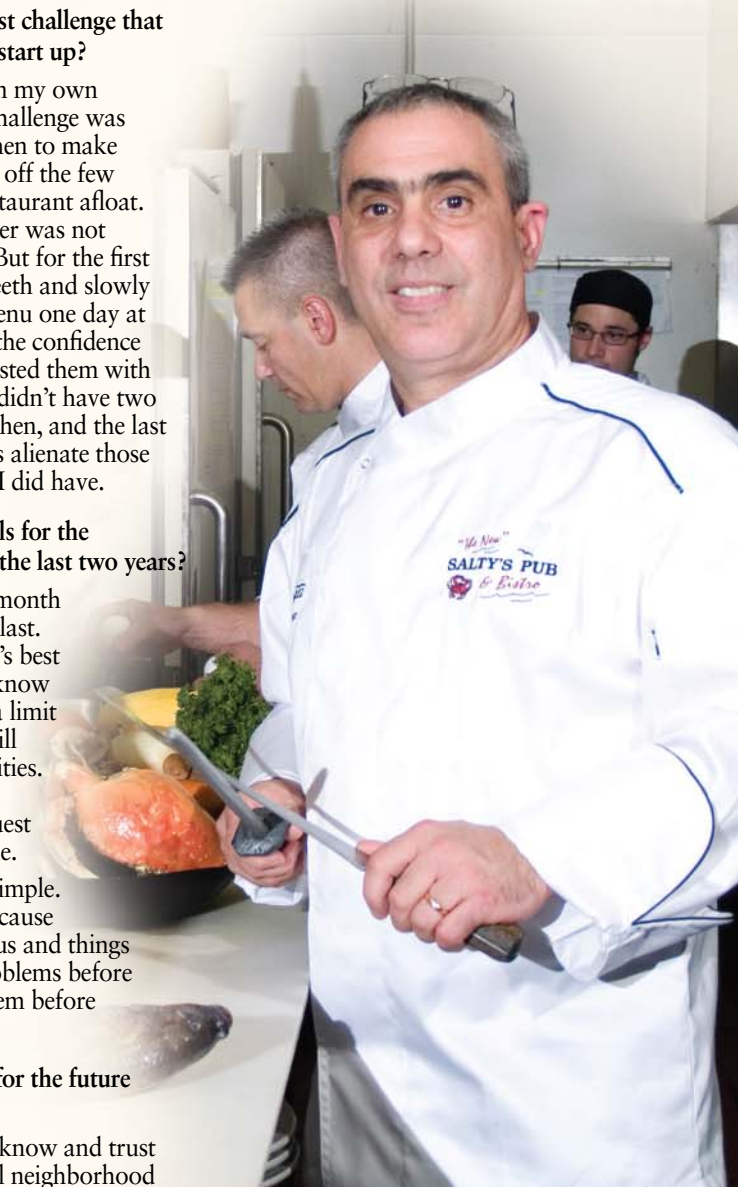 st challenge that
start up?
n my own
hallenge was
nen to make
off the few
taurant afloat.
er was not
But for the first
eeth and slowly
enu one day at
the confidence
sted them with
didn't have two
hen, and the last
s alienate those
I did have.
ls for the
the last two years?
month
last.
's best
know
a limit
ill
ities.
uest
e.
imple.
cause
us and things
oblems before
em before
for the future
know and trust
l neighborhood
"The New"
SALTY'S PUB
& Bistro